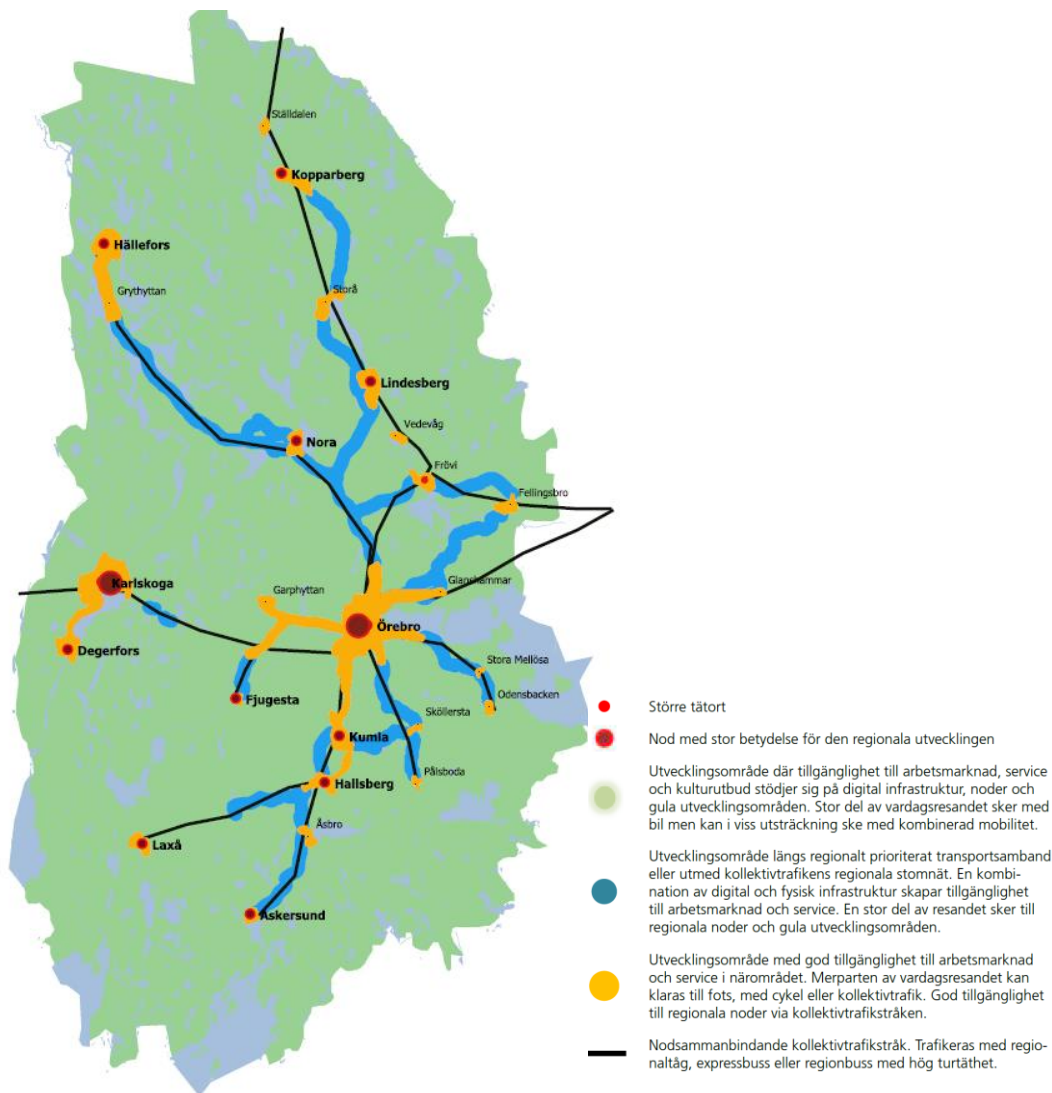 Ställdalen
Kopparberg
Hällefors
Grythyttan
Storå
Lindesberg
Vedevåg
Nora
Frövi
Fellingsbro
Karlskoga
Glanshammar
Garphyttan
Örebro
Degerfors
Stora Mellösa
Fjugesta
Odensbacken
Sköllersta
Kumla
Pålsboda
Hallsberg
Åsbro
Laxå
Askersund
Större tätort
Nod med stor betydelse för den regionala utvecklingen
Utvecklingsområde där tillgänglighet till arbetsmarknad, service
och kulturutbud stödjer sig på digital infrastruktur, noder och
gula utvecklingsområden. Stor del av vardagsresandet sker med
bil men kan i viss utsträckning ske med kombinerad mobilitet.
Utvecklingsområde längs regionalt prioriterat transportsamband
eller utmed kollektivtrafikens regionala stomnät. En kombi-
nation av digital och fysisk infrastruktur skapar tillgänglighet
till arbetsmarknad och service. En stor del av resandet sker till
regionala noder och gula utvecklingsområden.
Utvecklingsområde med god tillgänglighet till arbetsmarknad
och service i närområdet. Merparten av vardagsresandet kan
klaras till fots, med cykel eller kollektivtrafik. God tillgänglighet
till regionala noder via kollektivtrafikstråken.
Nodsammanbindande kollektivtrafikstråk. Trafikeras med regio-
naltåg, expressbuss eller regionbuss med hög turtäthet.